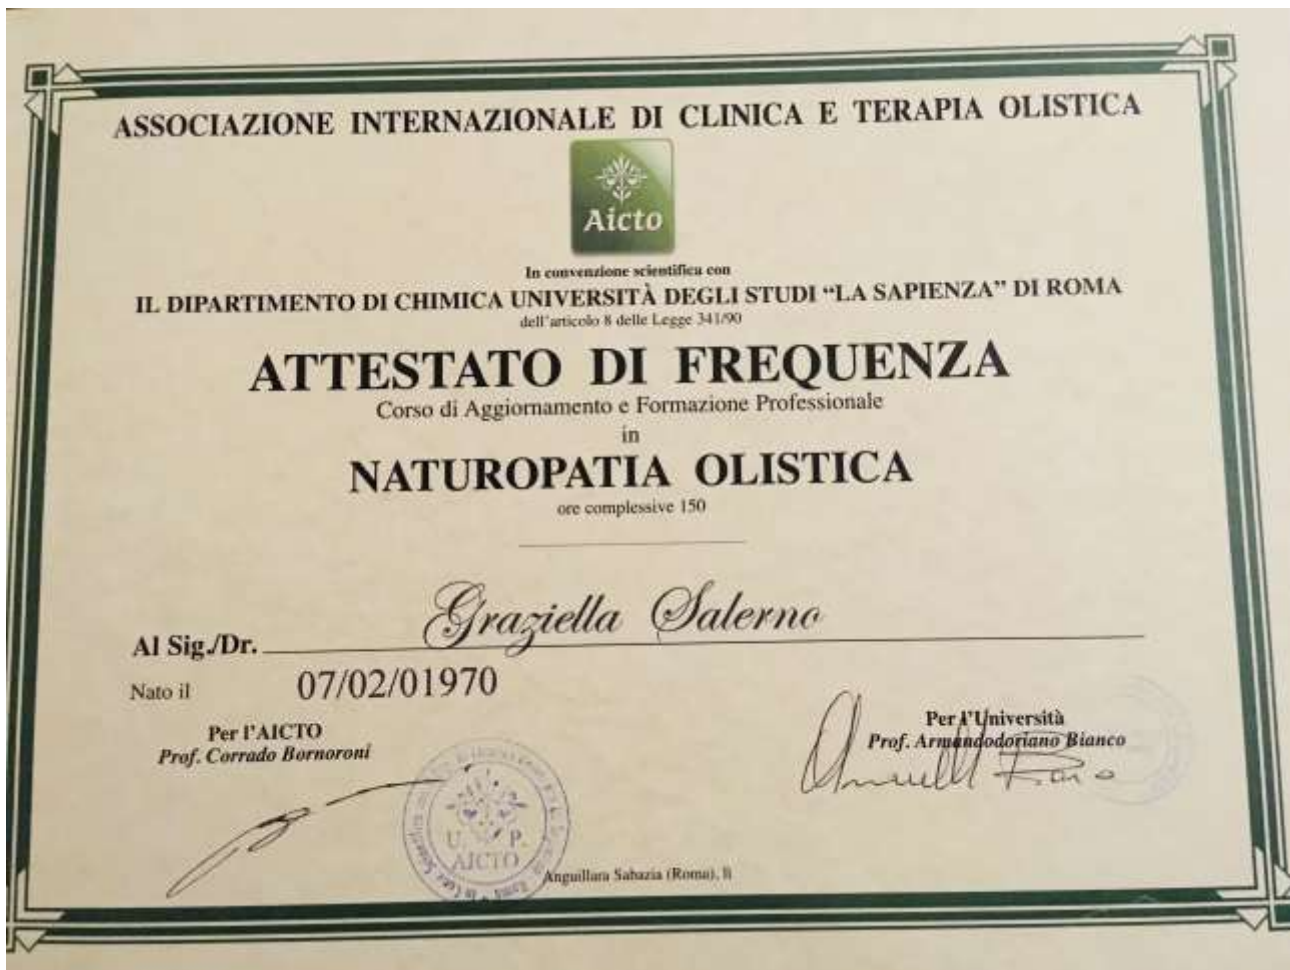 ASSOCIAZIONE INTERNAZIONALE DI CLINICA E TERAPIA OLISTICA
Aicto
In convenzione scientifica con
IL DIPARTIMENTO DI CHIMICA UNIVERSITÀ DEGLI STUDI “LA SAPIENZA” DI ROMA
dell'articolo 8 delle Legge 341/90
ATTESTATO DI FREQUENZA
Corso di Aggiornamento e Formazione Professionale
in
NATUROPATIA OLISTICA
ore complessive 150
Graziella Salerno
Al Sig./Dr.
Nato il 07/02/01970
Per l'AICTO
Prof. Corrado Bornoroni
Per l'Università
Prof. Armandodoriano Bianco
U. P.
AICTO
Anguillara Sabazia (Roma), li